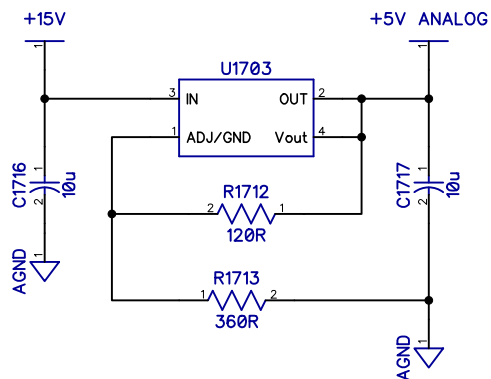 +15V
+5V ANALOG
1
1
U1703
3
IN
OUT
2
1
ADJ/GND
Vout
4
C1716
1
10u
2
C1717
1
10u
2
R1712
2
1
120R
AGND
1
R1713
1
2
360R
AGND
1